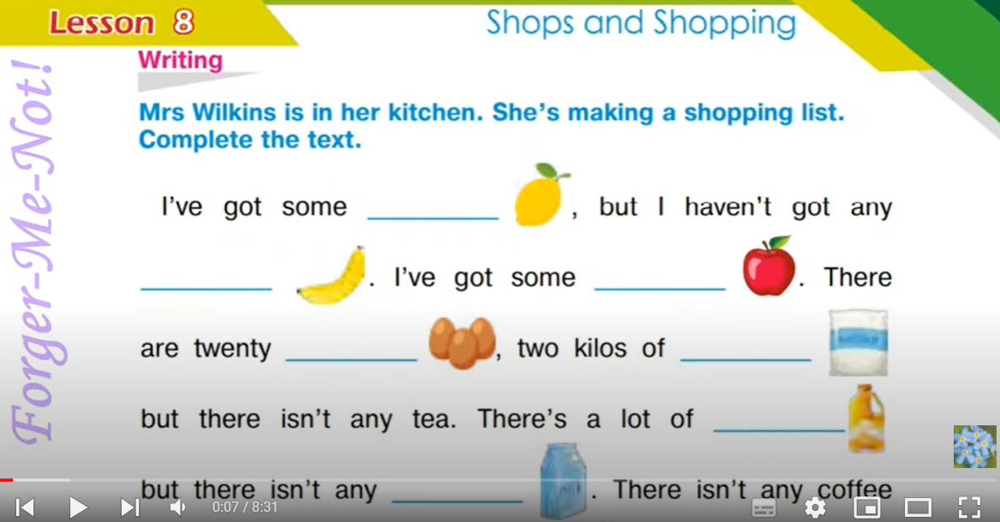 Lesson 8
Shops and Shopping
Writing
Forger-Me-Not!
Mrs Wilkins is in her kitchen. She's making a shopping list.
Complete the text.
I've got some __________ , but I haven't got any
__________ . I've got some __________ . There
are twenty __________ , two kilos of __________
but there isn't any tea. There's a lot of __________
but there isn't any __________ . There isn't any coffee
0:07 / 8:31